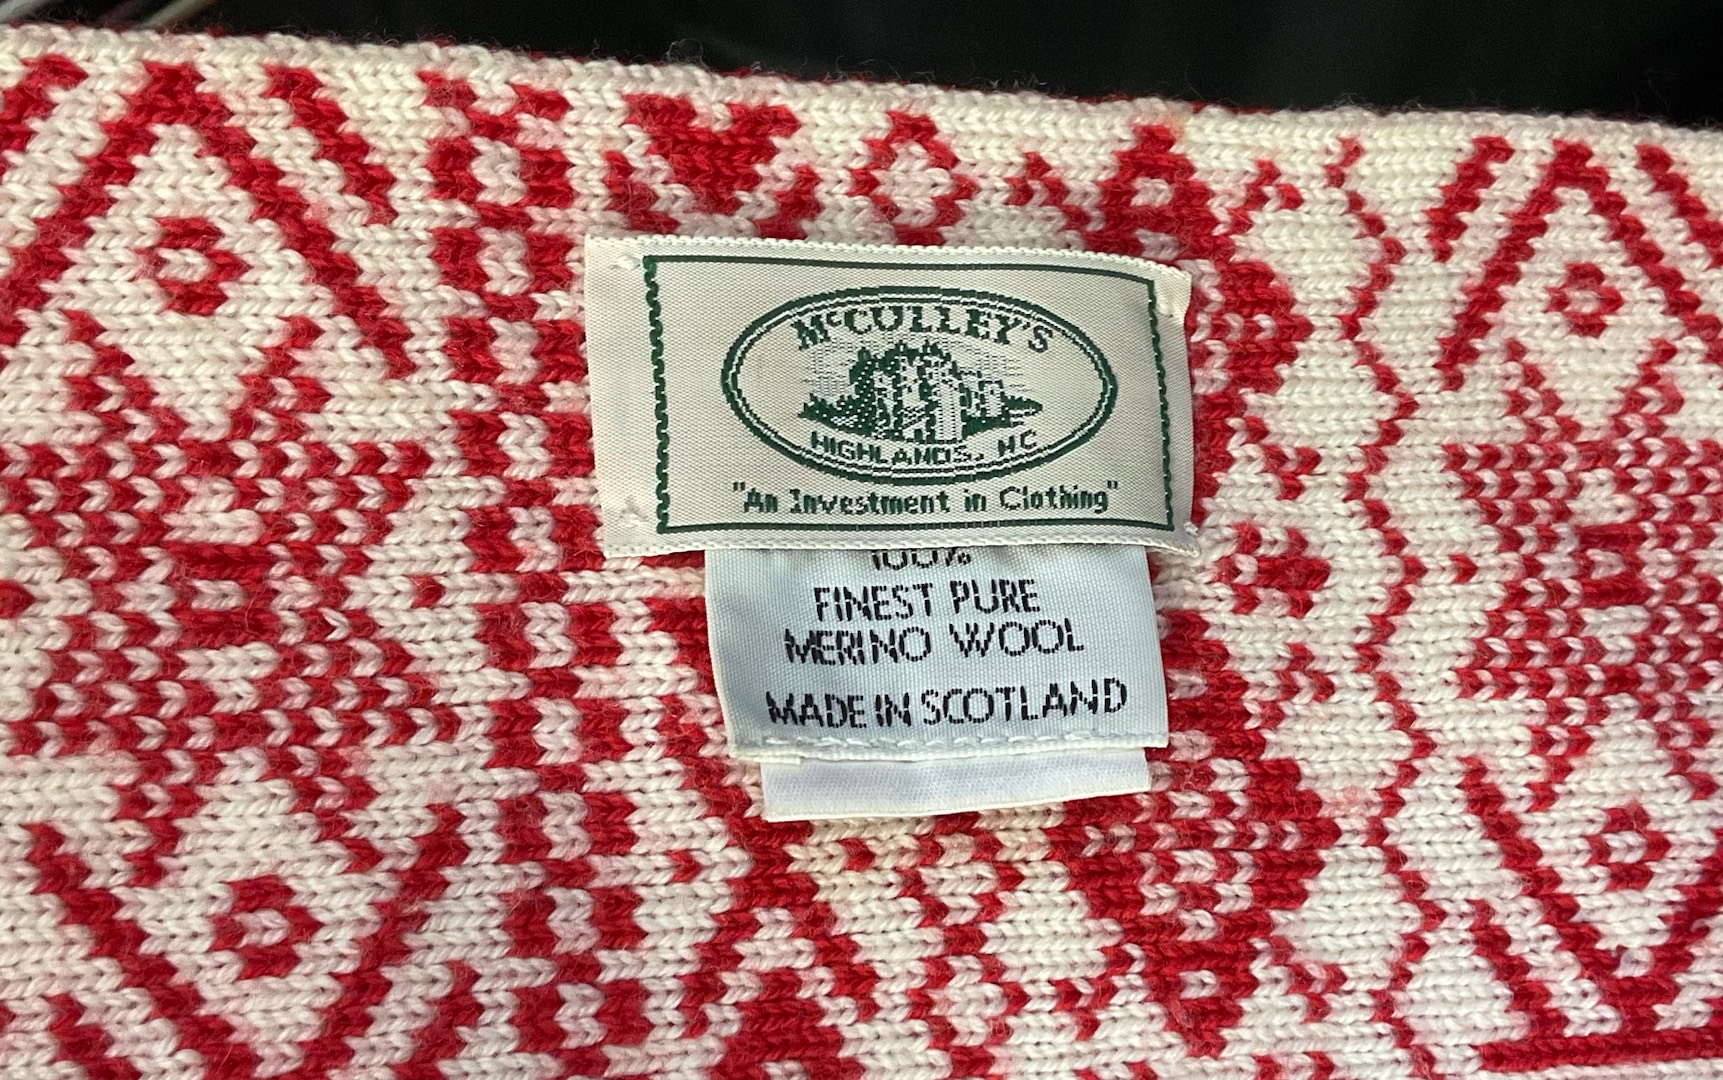 McCULLEY'S
HIGHLANDS, NC
"An Investment in Clothing"
100%
FINEST PURE
MERINO WOOL
MADE IN SCOTLAND